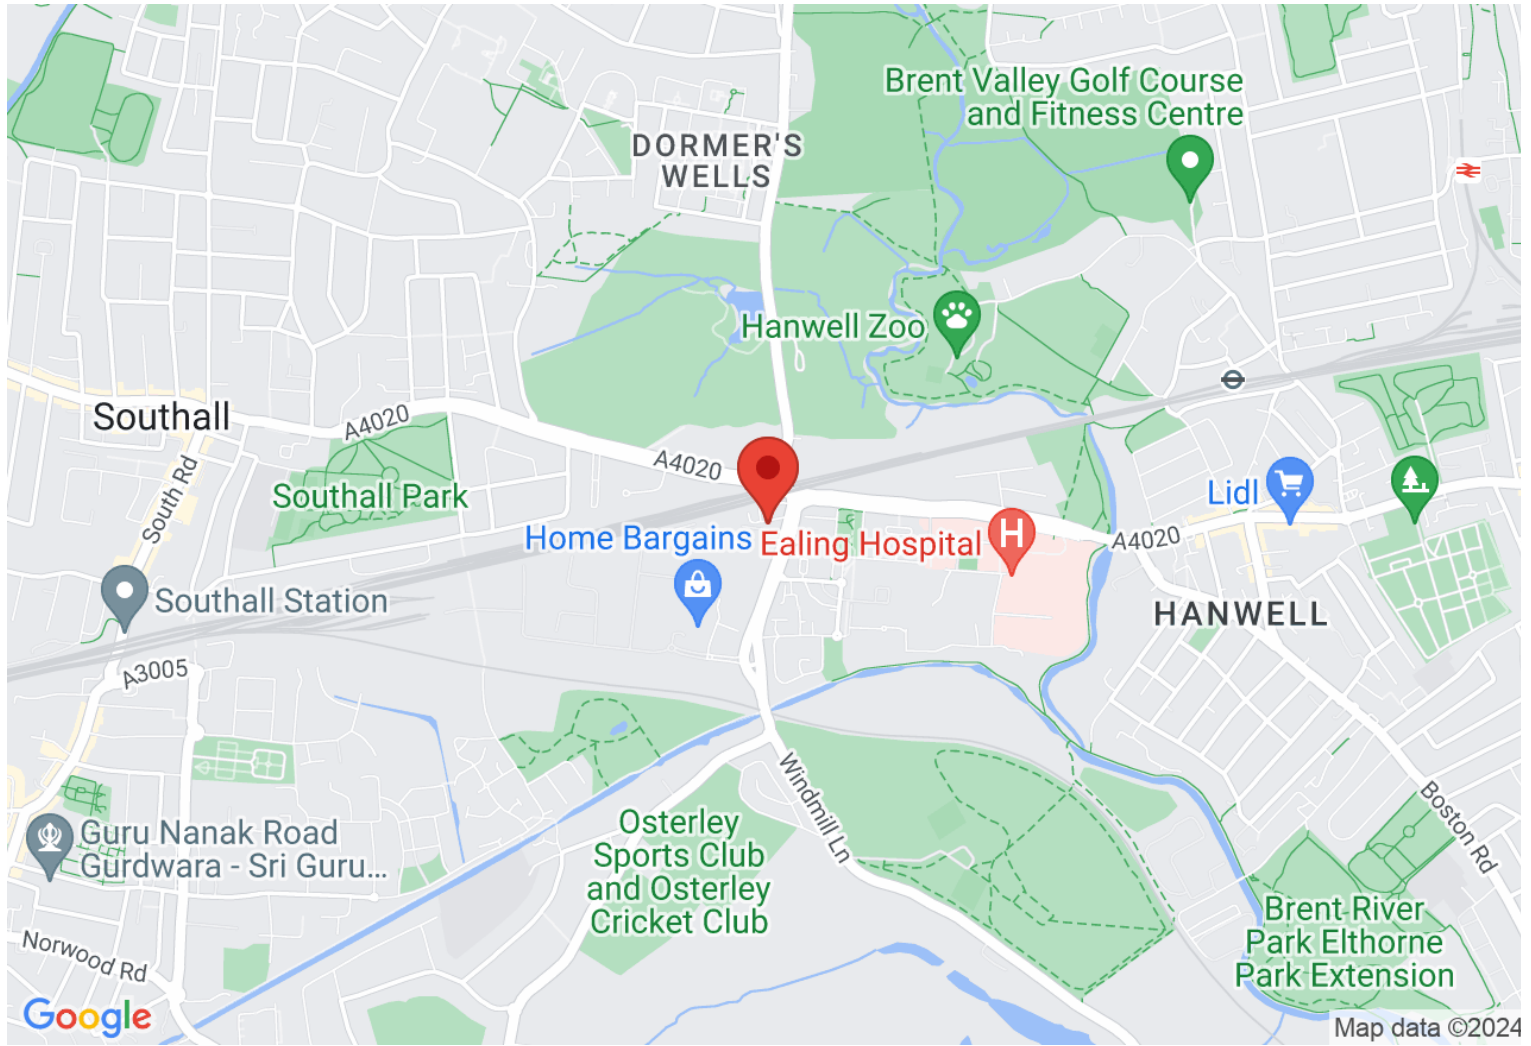 Brent Valley Golf Course
and Fitness Centre
DORMER'S
WELLS
Hanwell Zoo
Southall
A4020
A4020
South Rd
Southall Park
Lidl
Home Bargains
Ealing Hospital
H
A4020
Southall Station
HANWELL
A3005
Windmill Ln
Boston Rd
Osterley
Sports Club
and Osterley
Cricket Club
Guru Nanak Road
Gurdwara - Sri Guru...
Brent River
Park Elthorne
Park Extension
Norwood Rd
Google
Map data ©2024